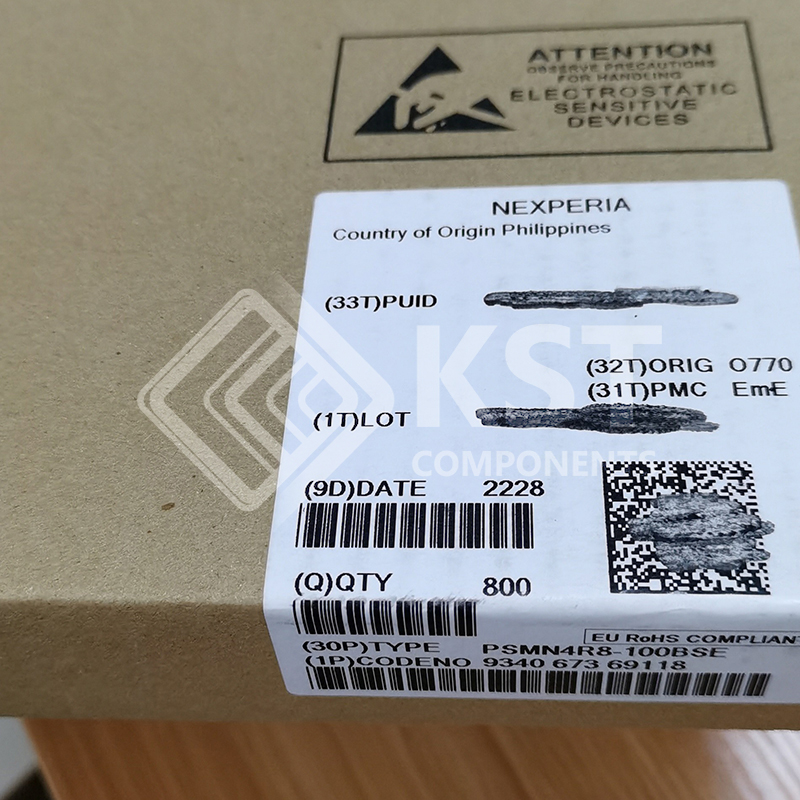 ATTENTION
OBSERVE PRECAUTIONS
FOR HANDLING
ELECTROSTATIC
SENSITIVE
DEVICES
NEXPERIA
Country of Origin Philippines
(33T)PUID
(32T)ORIG O770
(31T)PMC EmE
(1T)LOT
KST
COMPONENTS
(9D)DATE 2228
(Q)QTY 800
EU RoHS COMPLIANT
(30P)TYPE PSMN4R8-100BSE
(1P)CODENO 9340 673 69118